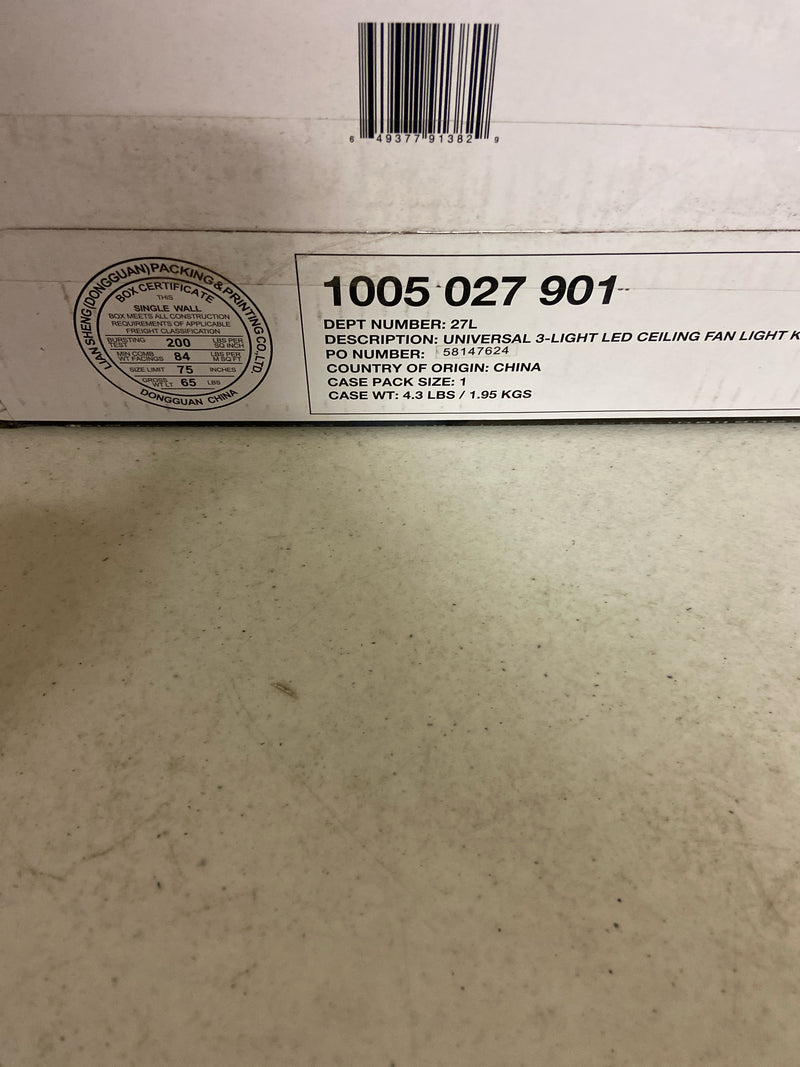 6 49377 91382 9
LIAN SHENG(DONGGUAN)PACKING&PRINTING CO.,LTD.
BOX CERTIFICATE
THIS
SINGLE WALL
BOX MEETS ALL CONSTRUCTION
REQUIREMENTS OF APPLICABLE
FREIGHT CLASSIFICATION
BURSTING TEST 200 LBS PER SQ INCH
MIN COMB WT FACINGS 84 LBS PER M SQ FT
SIZE LIMIT 75 INCHES
GROSS WT LT 65 LBS
DONGGUAN CHINA
1005 027 901
DEPT NUMBER: 27L
DESCRIPTION: UNIVERSAL 3-LIGHT LED CEILING FAN LIGHT K
PO NUMBER: 58147624
COUNTRY OF ORIGIN: CHINA
CASE PACK SIZE: 1
CASE WT: 4.3 LBS / 1.95 KGS